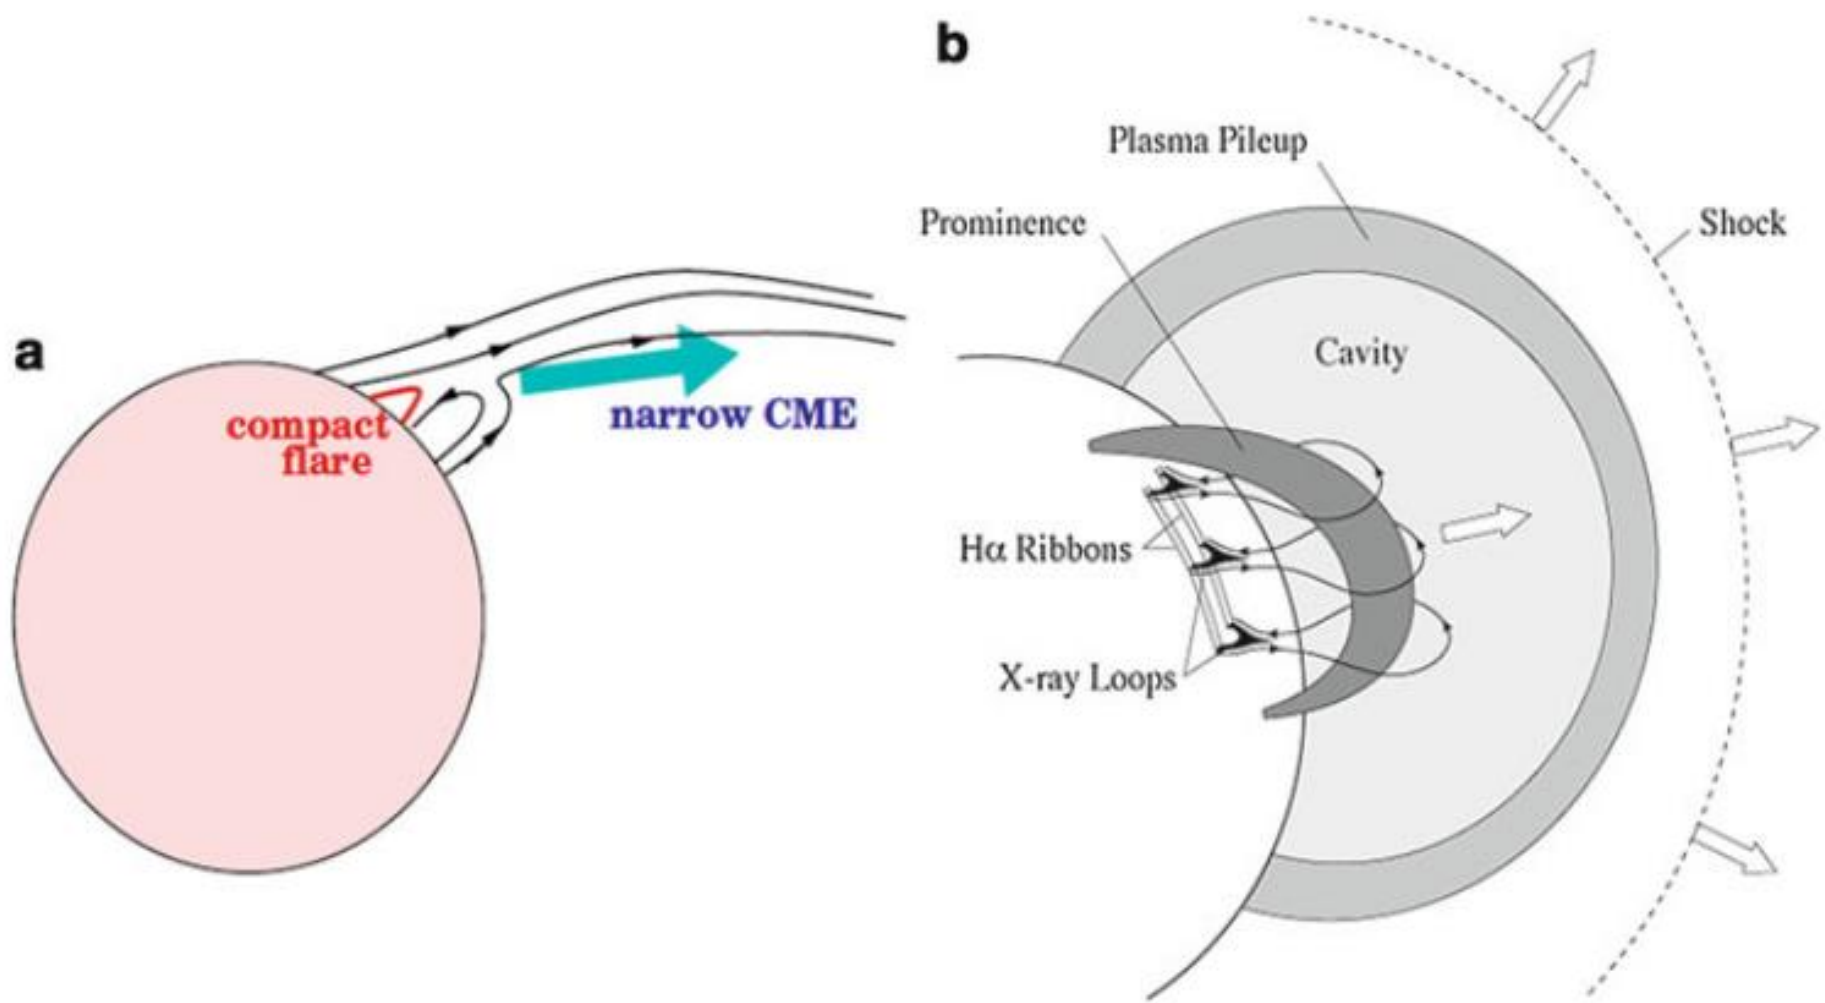 a
compact
flare
narrow CME
b
Plasma Pileup
Prominence
Shock
Cavity
Hα Ribbons
X-ray Loops